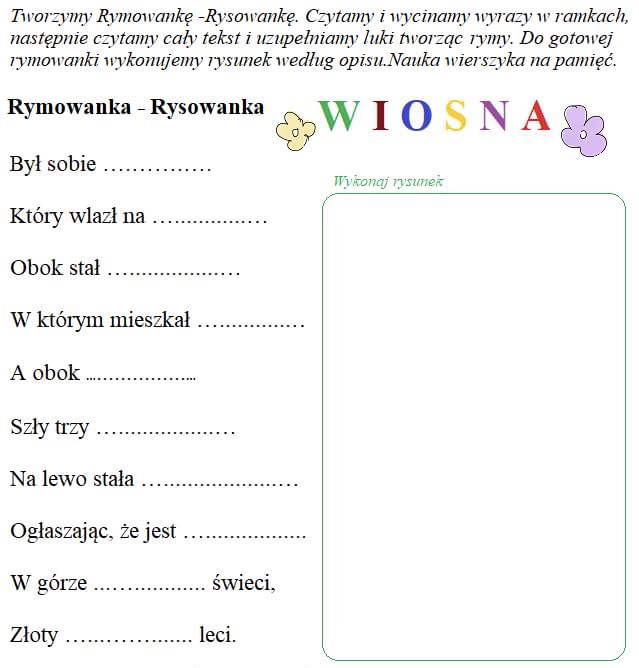 Tworzymy Rymowankę -Rysowankę. Czytamy i wycinamy wyrazy w ramkach,
następnie czytamy cały tekst i uzupełniamy luki tworząc rymy. Do gotowej
rymowanki wykonujemy rysunek według opisu.Nauka wierszyka na pamięć.
Rymowanka - Rysowanka
WIOSNA
Był sobie ……………
Wykonaj rysunek
Który wlazł na …............…
Obok stał …..................…
W którym mieszkał …..............…
A obok ...…................…...
Szły trzy …..................…
Na lewo stała …......................…
Ogłaszając, że jest …....................
W górze ...…............. świeci,
Złoty …...………....... leci.